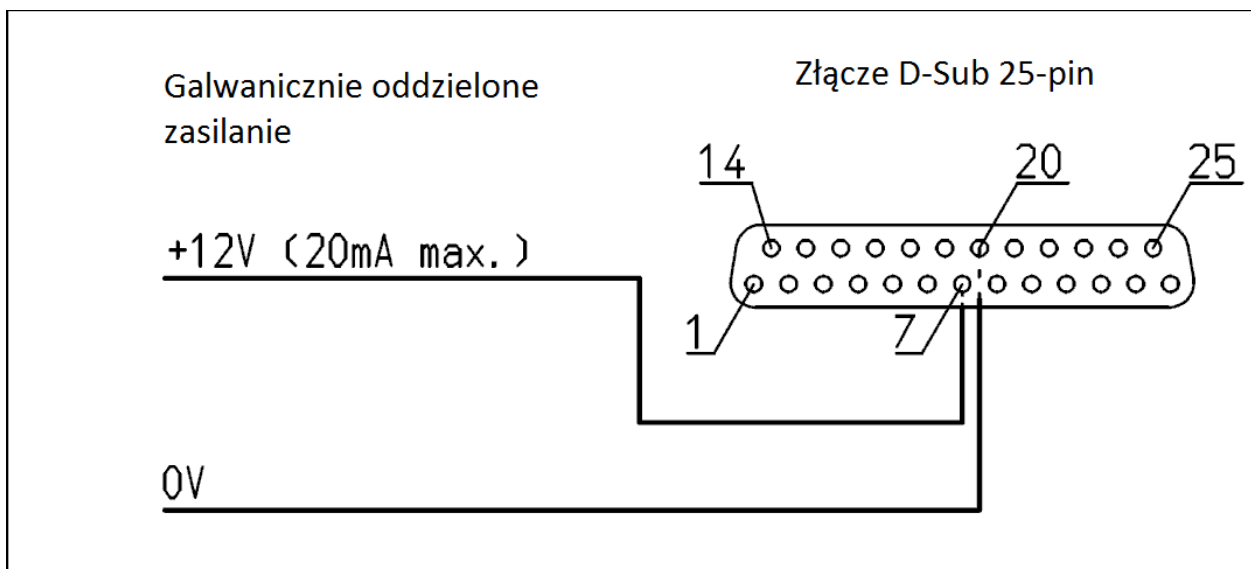 Galwanicznie oddzielone
zasilanie
Złącze D-Sub 25-pin
14
20
25
+12V (20mA max.)
1
7
0V